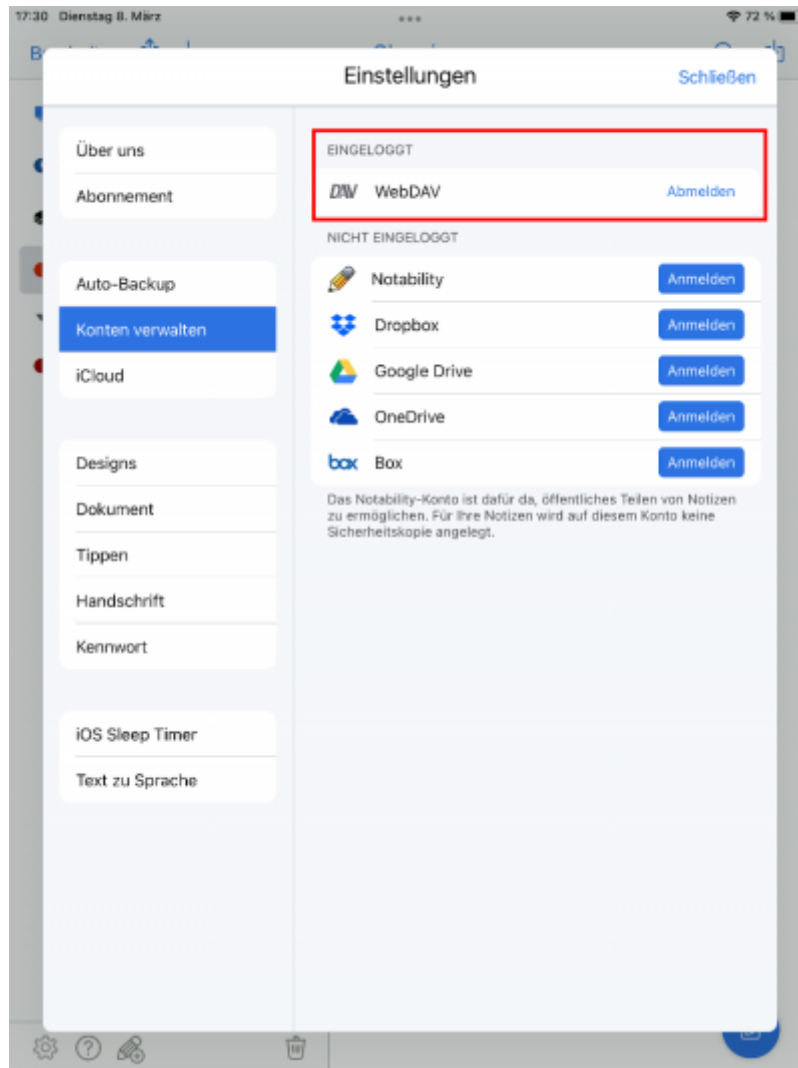 17:30 Dienstag 8. März
72 %
Einstellungen
Schließen
Über uns
Abonnement
Auto-Backup
Konten verwalten
iCloud
Designs
Dokument
Tippen
Handschrift
Kennwort
iOS Sleep Timer
Text zu Sprache
EINGELOGGT
DAV WebDAV Abmelden
NICHT EINGELOGGT
Notability Anmelden
Dropbox Anmelden
Google Drive Anmelden
OneDrive Anmelden
box Box Anmelden
Das Notability-Konto ist dafür da, öffentliches Teilen von Notizen
zu ermöglichen. Für Ihre Notizen wird auf diesem Konto keine
Sicherheitskopie angelegt.